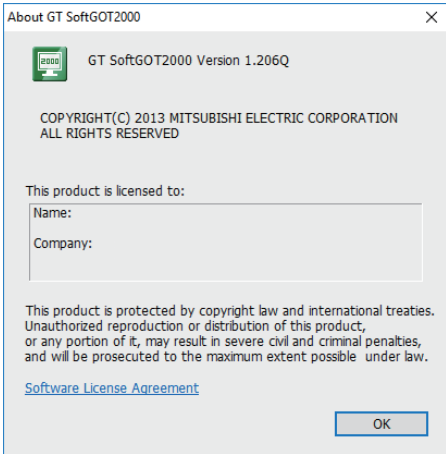 About GT SoftGOT2000
2000
GT SoftGOT2000 Version 1.206Q
COPYRIGHT(C) 2013 MITSUBISHI ELECTRIC CORPORATION
ALL RIGHTS RESERVED
This product is licensed to:
Name:
Company:
This product is protected by copyright law and international treaties.
Unauthorized reproduction or distribution of this product,
or any portion of it, may result in severe civil and criminal penalties,
and will be prosecuted to the maximum extent possible under law.
Software License Agreement
OK